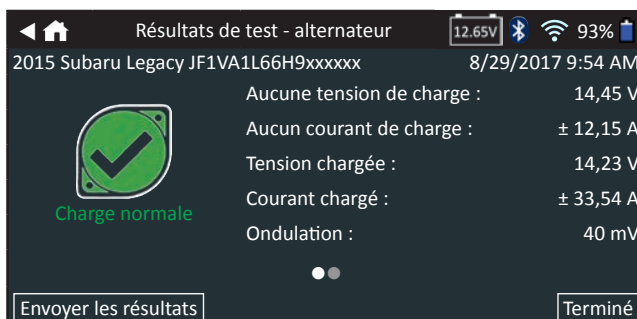 Résultats de test - alternateur 12.65V 93%
2015 Subaru Legacy JF1VA1L66H9xxxxxx 8/29/2017 9:54 AM
Aucune tension de charge : 14,45 V
Aucun courant de charge : ± 12,15 A
Tension chargée : 14,23 V
Courant chargé : ± 33,54 A
Ondulation : 40 mV
Charge normale
Envoyer les résultats Terminé